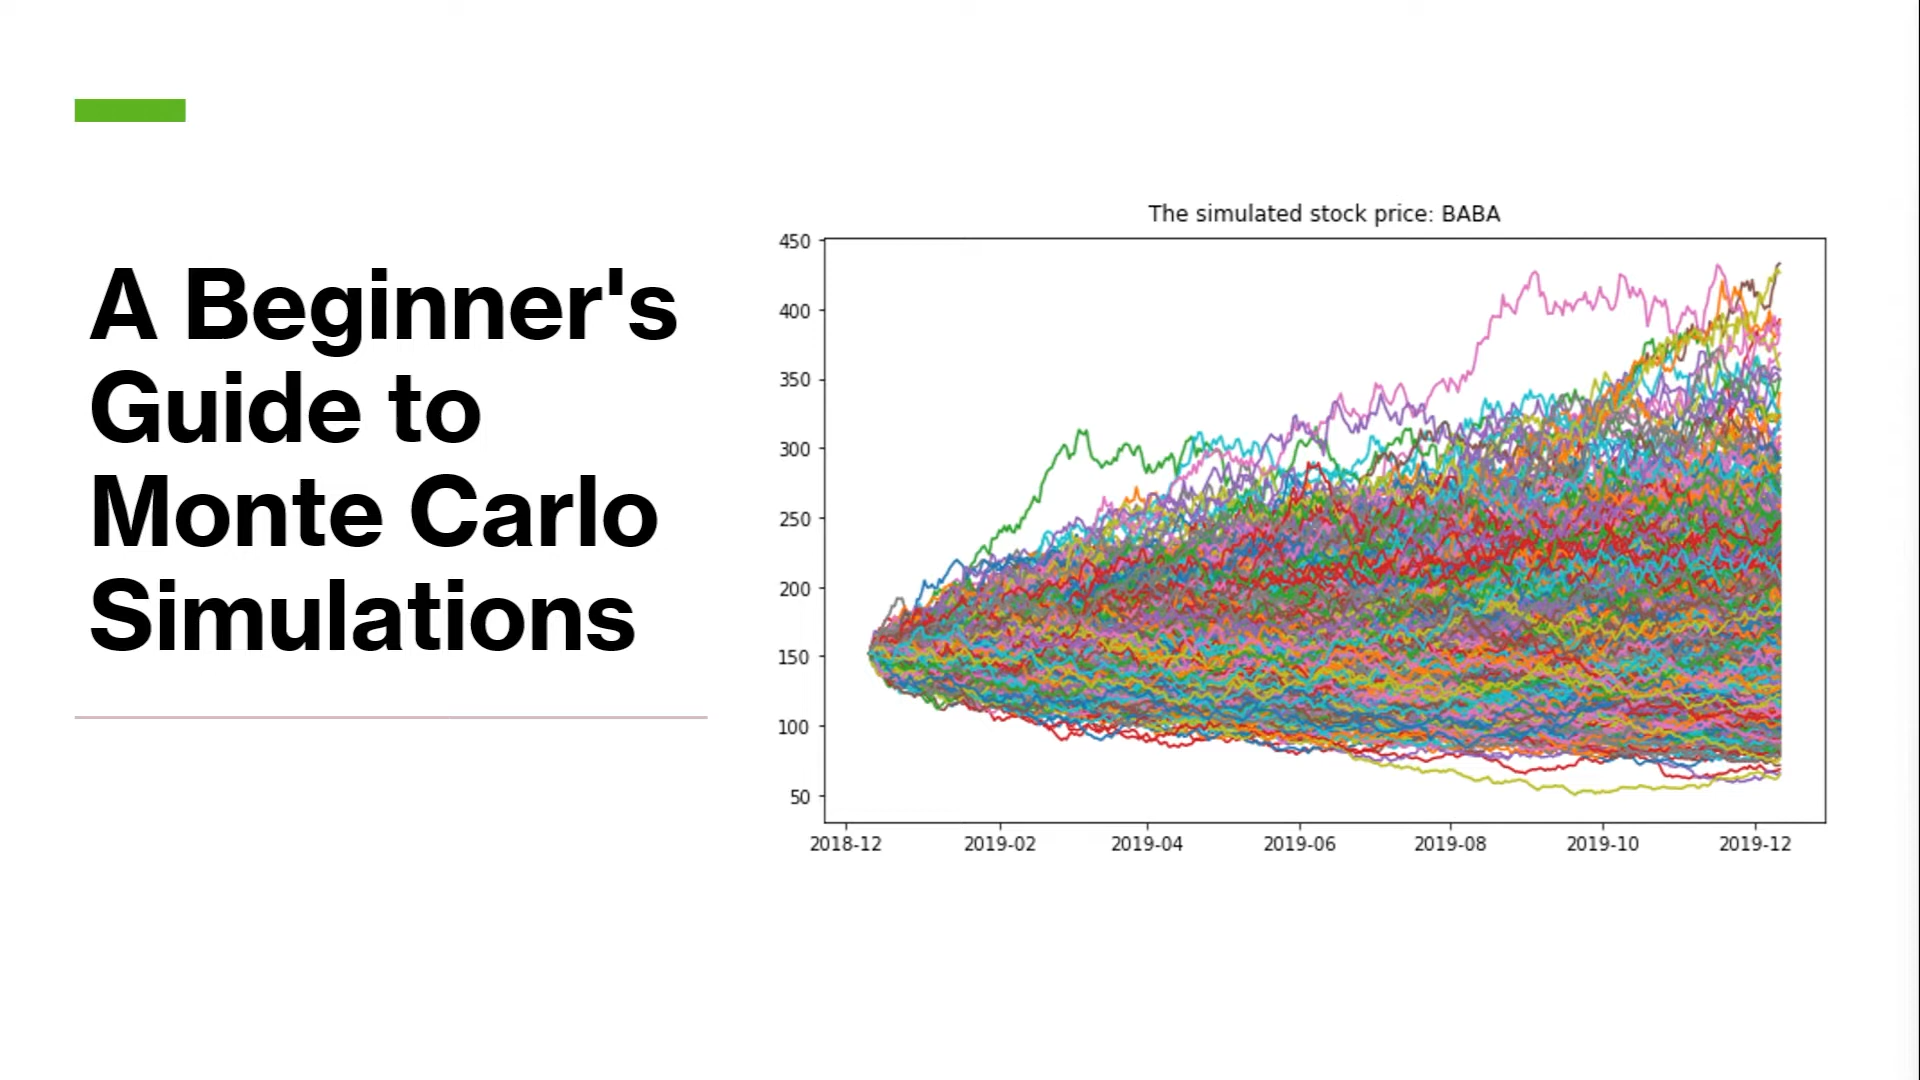 A Beginner's
Guide to
Monte Carlo
Simulations
The simulated stock price: BABA
450
400
350
300
250
200
150
100
50
2018-12 2019-02 2019-04 2019-06 2019-08 2019-10 2019-12